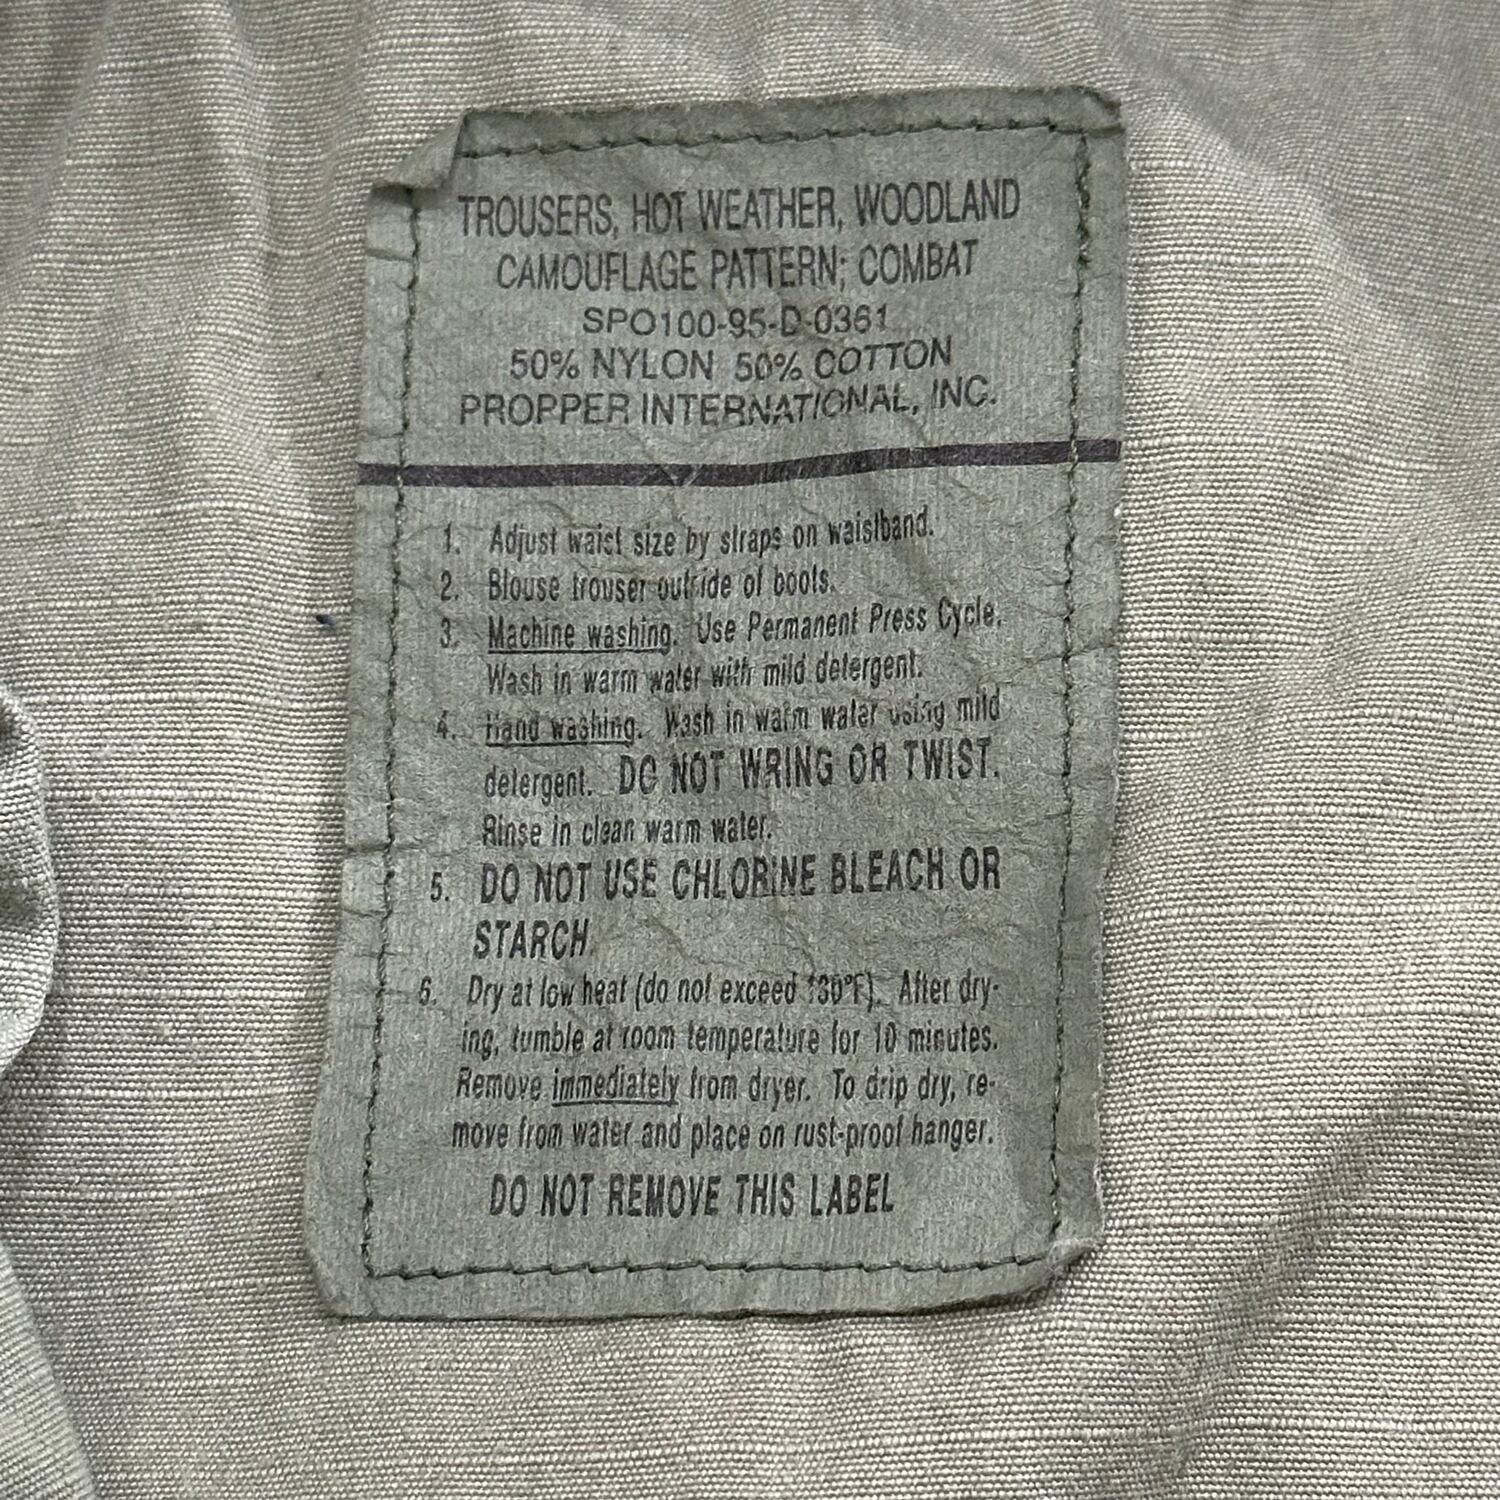 TROUSERS, HOT WEATHER, WOODLAND
CAMOUFLAGE PATTERN; COMBAT
SPO100-95-D-0361
50% NYLON 50% COTTON
PROPPER INTERNATIONAL, INC.
1. Adjust waist size by straps on waistband.
2. Blouse trouser outside of boots.
3. Machine washing. Use Permanent Press Cycle.
Wash in warm water with mild detergent.
4. Hand washing. Wash in warm water using mild
detergent. DO NOT WRING OR TWIST.
Rinse in clean warm water.
5. DO NOT USE CHLORINE BLEACH OR
STARCH.
6. Dry at low heat (do not exceed 130°F). After dry-
ing, tumble at room temperature for 10 minutes.
Remove immediately from dryer. To drip dry, re-
move from water and place on rust-proof hanger.
DO NOT REMOVE THIS LABEL